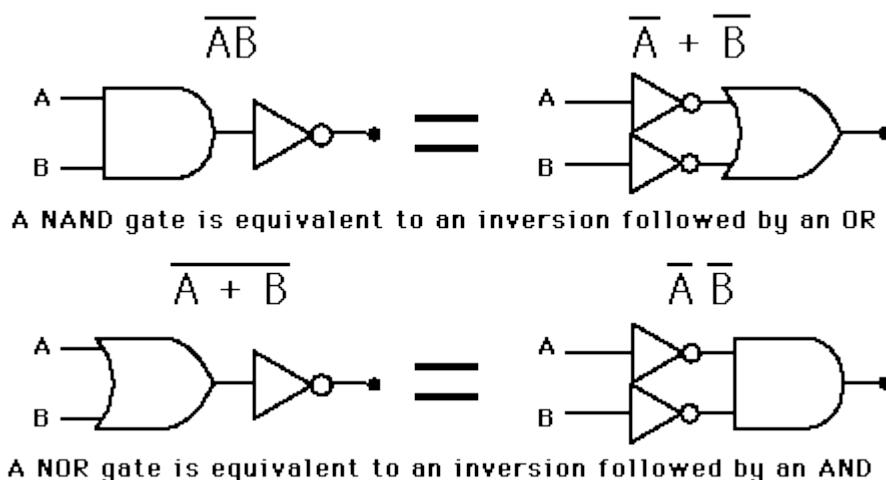 A̅B̅ A̅ + B̅
A A
B B
=
A NAND gate is equivalent to an inversion followed by an OR
A̅ ̅+̅ ̅B̅ A̅ B̅
A A
B B
=
A NOR gate is equivalent to an inversion followed by an AND